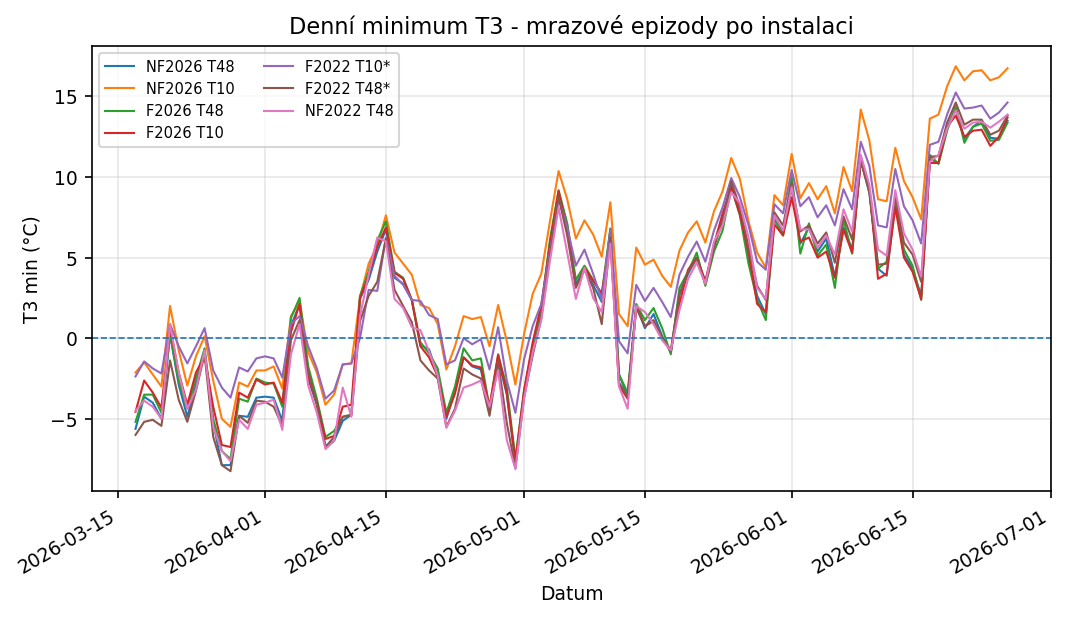 Denní minimum T3 - mrazové epizody po instalaci
NF2026 T48
NF2026 T10
F2026 T48
F2026 T10
F2022 T10*
F2022 T48*
NF2022 T48
T3 min (°C)
15
10
5
0
−5
2026-03-15
2026-04-01
2026-04-15
2026-05-01
2026-05-15
2026-06-01
2026-06-15
2026-07-01
Datum